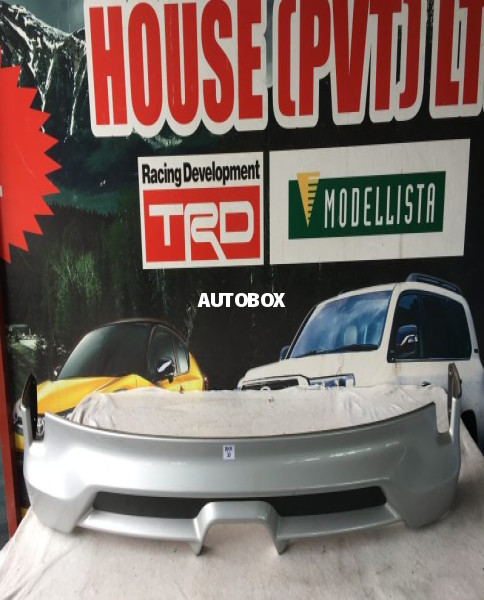 HOUSE (PVT) LT
Racing Development
TRD
MODELLISTA
AUTOBOX